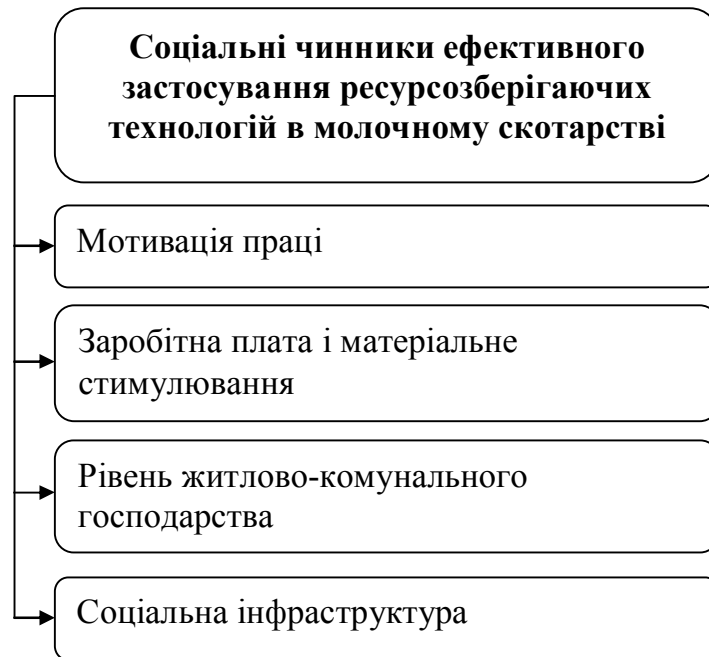 Соціальні чинники ефективного
застосування ресурсозберігаючих
технологій в молочному скотарстві
Мотивація праці
Заробітна плата і матеріальне
стимулювання
Рівень житлово-комунального
господарства
Соціальна інфраструктура